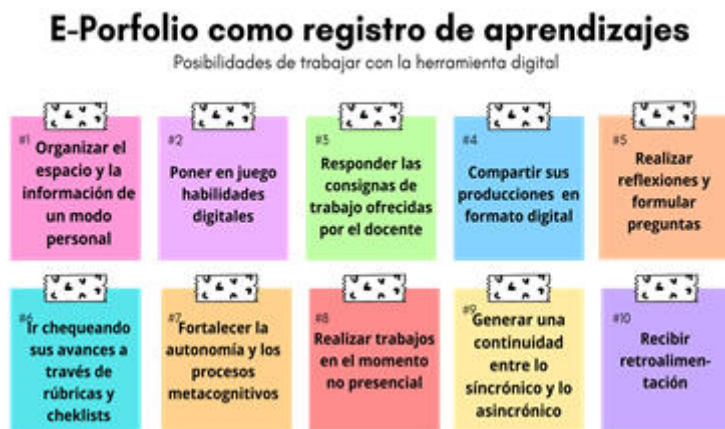 E-Porfolio como registro de aprendizajes
Posibilidades de trabajar con la herramienta digital
#1
Organizar el
espacio y la
información de
un modo
personal
#2
Poner en juego
habilidades
digitales
#3
Responder las
consignas de
trabajo ofrecidas
por el docente
#4
Compartir sus
producciones en
formato digital
#5
Realizar
reflexiones y
formular
preguntas
#6
Ir chequeando
sus avances a
través de
rúbricas y
cheklists
#7
Fortalecer la
autonomía y los
procesos
metacognitivos
#8
Realizar trabajos
en el momento
no presencial
#9
Generar una
continuidad
entre lo
síncrónico y lo
asincrónico
#10
Recibir
retroalimen-
tación